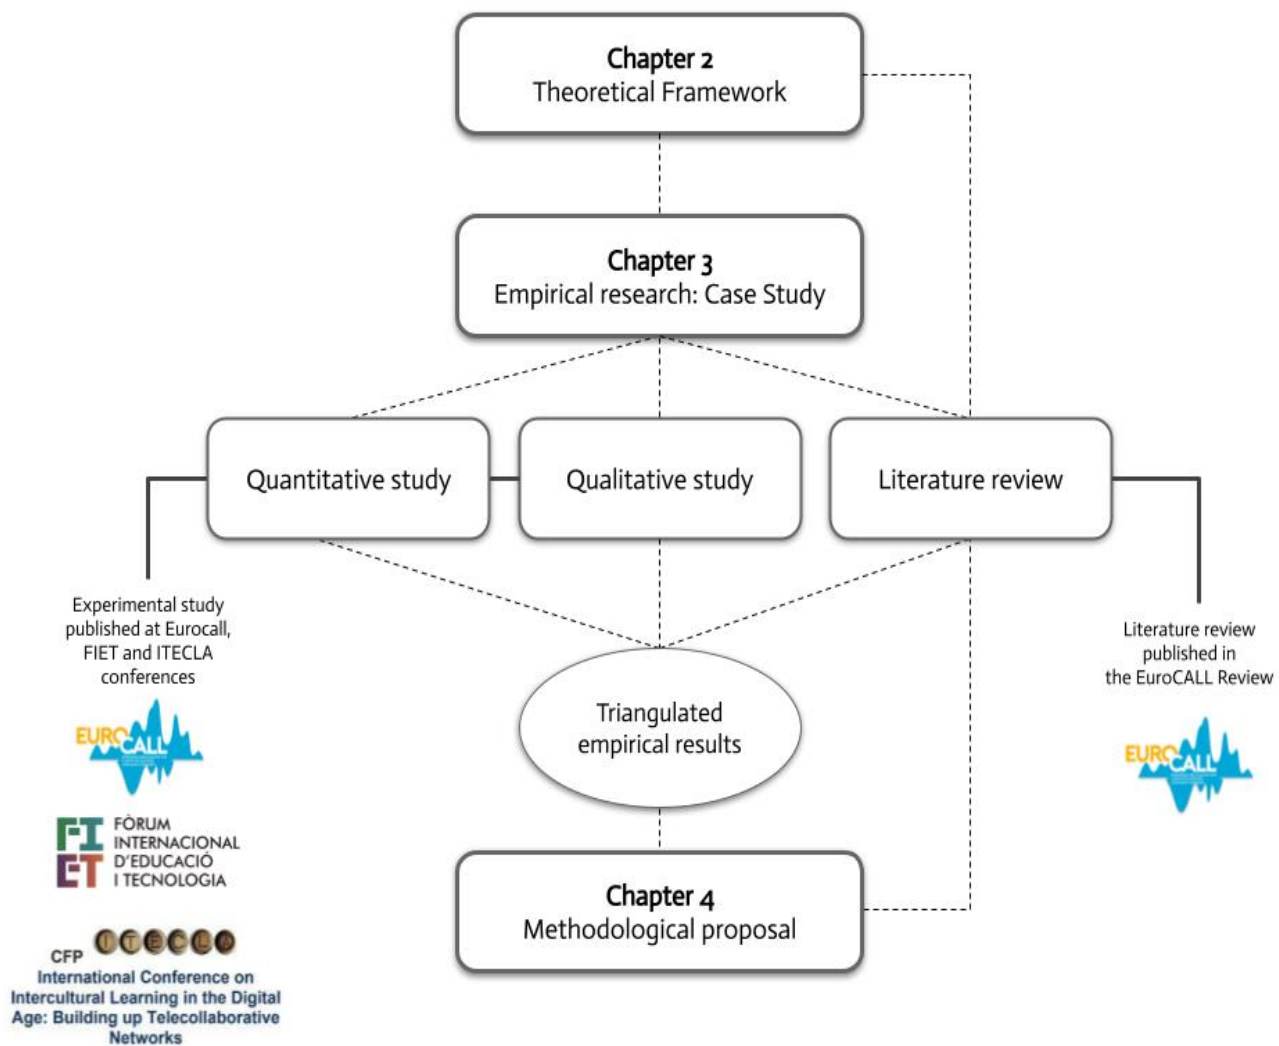 Chapter 2
Theoretical Framework
Chapter 3
Empirical research: Case Study
Quantitative study
Qualitative study
Literature review
Experimental study
published at Eurocall,
FIET and ITECLA
conferences
EUROCALL
FI
ET
FÒRUM
INTERNACIONAL
D'EDUCACIÓ
I TECNOLOGIA
CFP
ITECLA
International Conference on
Intercultural Learning in the Digital
Age: Building up Telecollaborative
Networks
Triangulated
empirical results
Chapter 4
Methodological proposal
Literature review
published in
the EuroCALL Review
EUROCALL